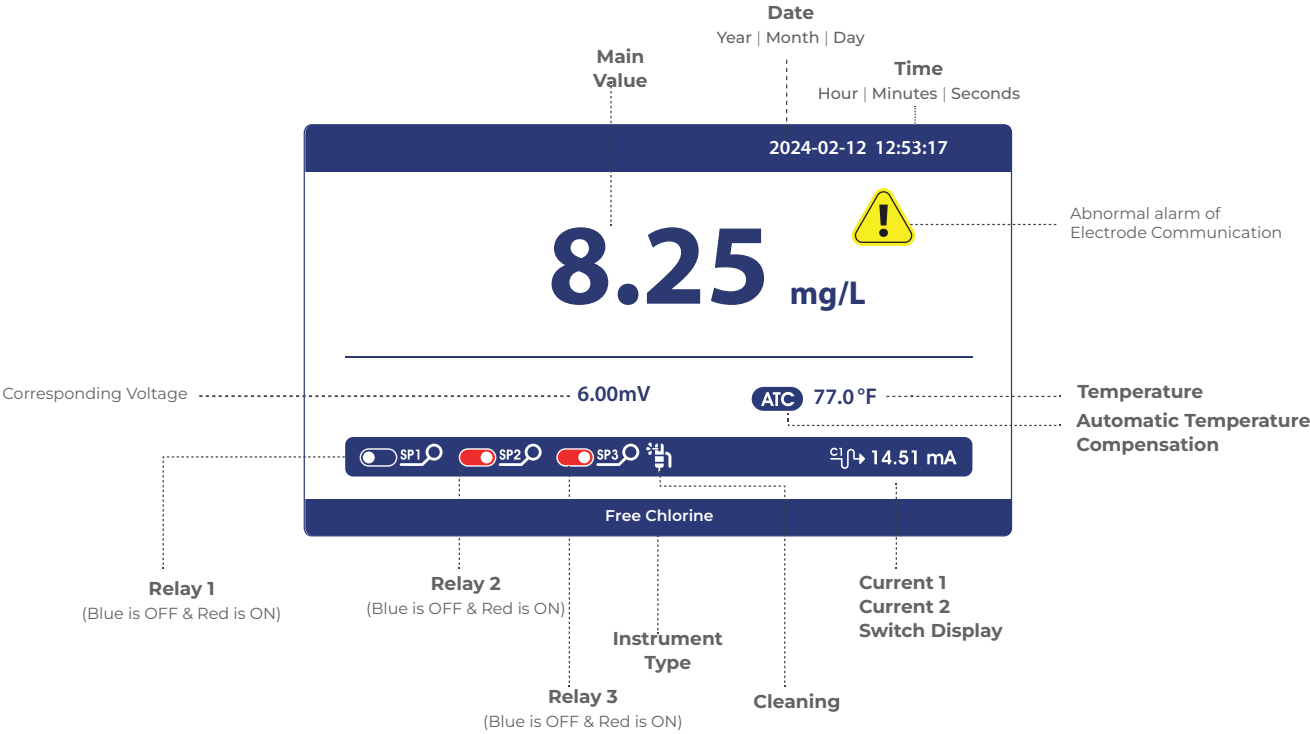 Date
Year | Month | Day
Main
Value
Time
Hour | Minutes | Seconds
2024-02-12 12:53:17
Abnormal alarm of
Electrode Communication
8.25 mg/L
Corresponding Voltage
6.00mV
ATC 77.0 °F
Temperature
Automatic Temperature
Compensation
SP1 SP2 SP3 C1 14.51 mA
Free Chlorine
Relay 1
(Blue is OFF & Red is ON)
Relay 2
(Blue is OFF & Red is ON)
Current 1
Current 2
Switch Display
Instrument
Type
Relay 3
(Blue is OFF & Red is ON)
Cleaning